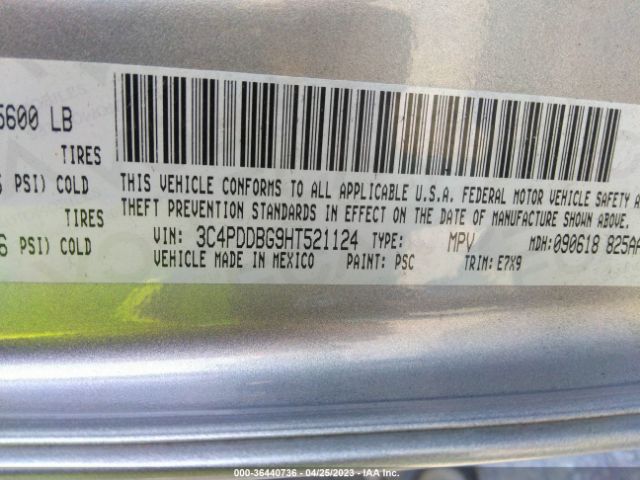 5600 LB
TIRES
PSI) COLD
TIRES
6 PSI) COLD
THIS VEHICLE CONFORMS TO ALL APPLICABLE U.S.A. FEDERAL MOTOR VEHICLE SAFETY
THEFT PREVENTION STANDARDS IN EFFECT ON THE DATE OF MANUFACTURE SHOWN ABOVE.
VIN: 3C4PDDBG9HT521124 TYPE: MPV MDH:090618 825AA
VEHICLE MADE IN MEXICO PAINT: PSC TRIM: E7X9
000-36440736 - 04/25/2023 - IAA Inc.